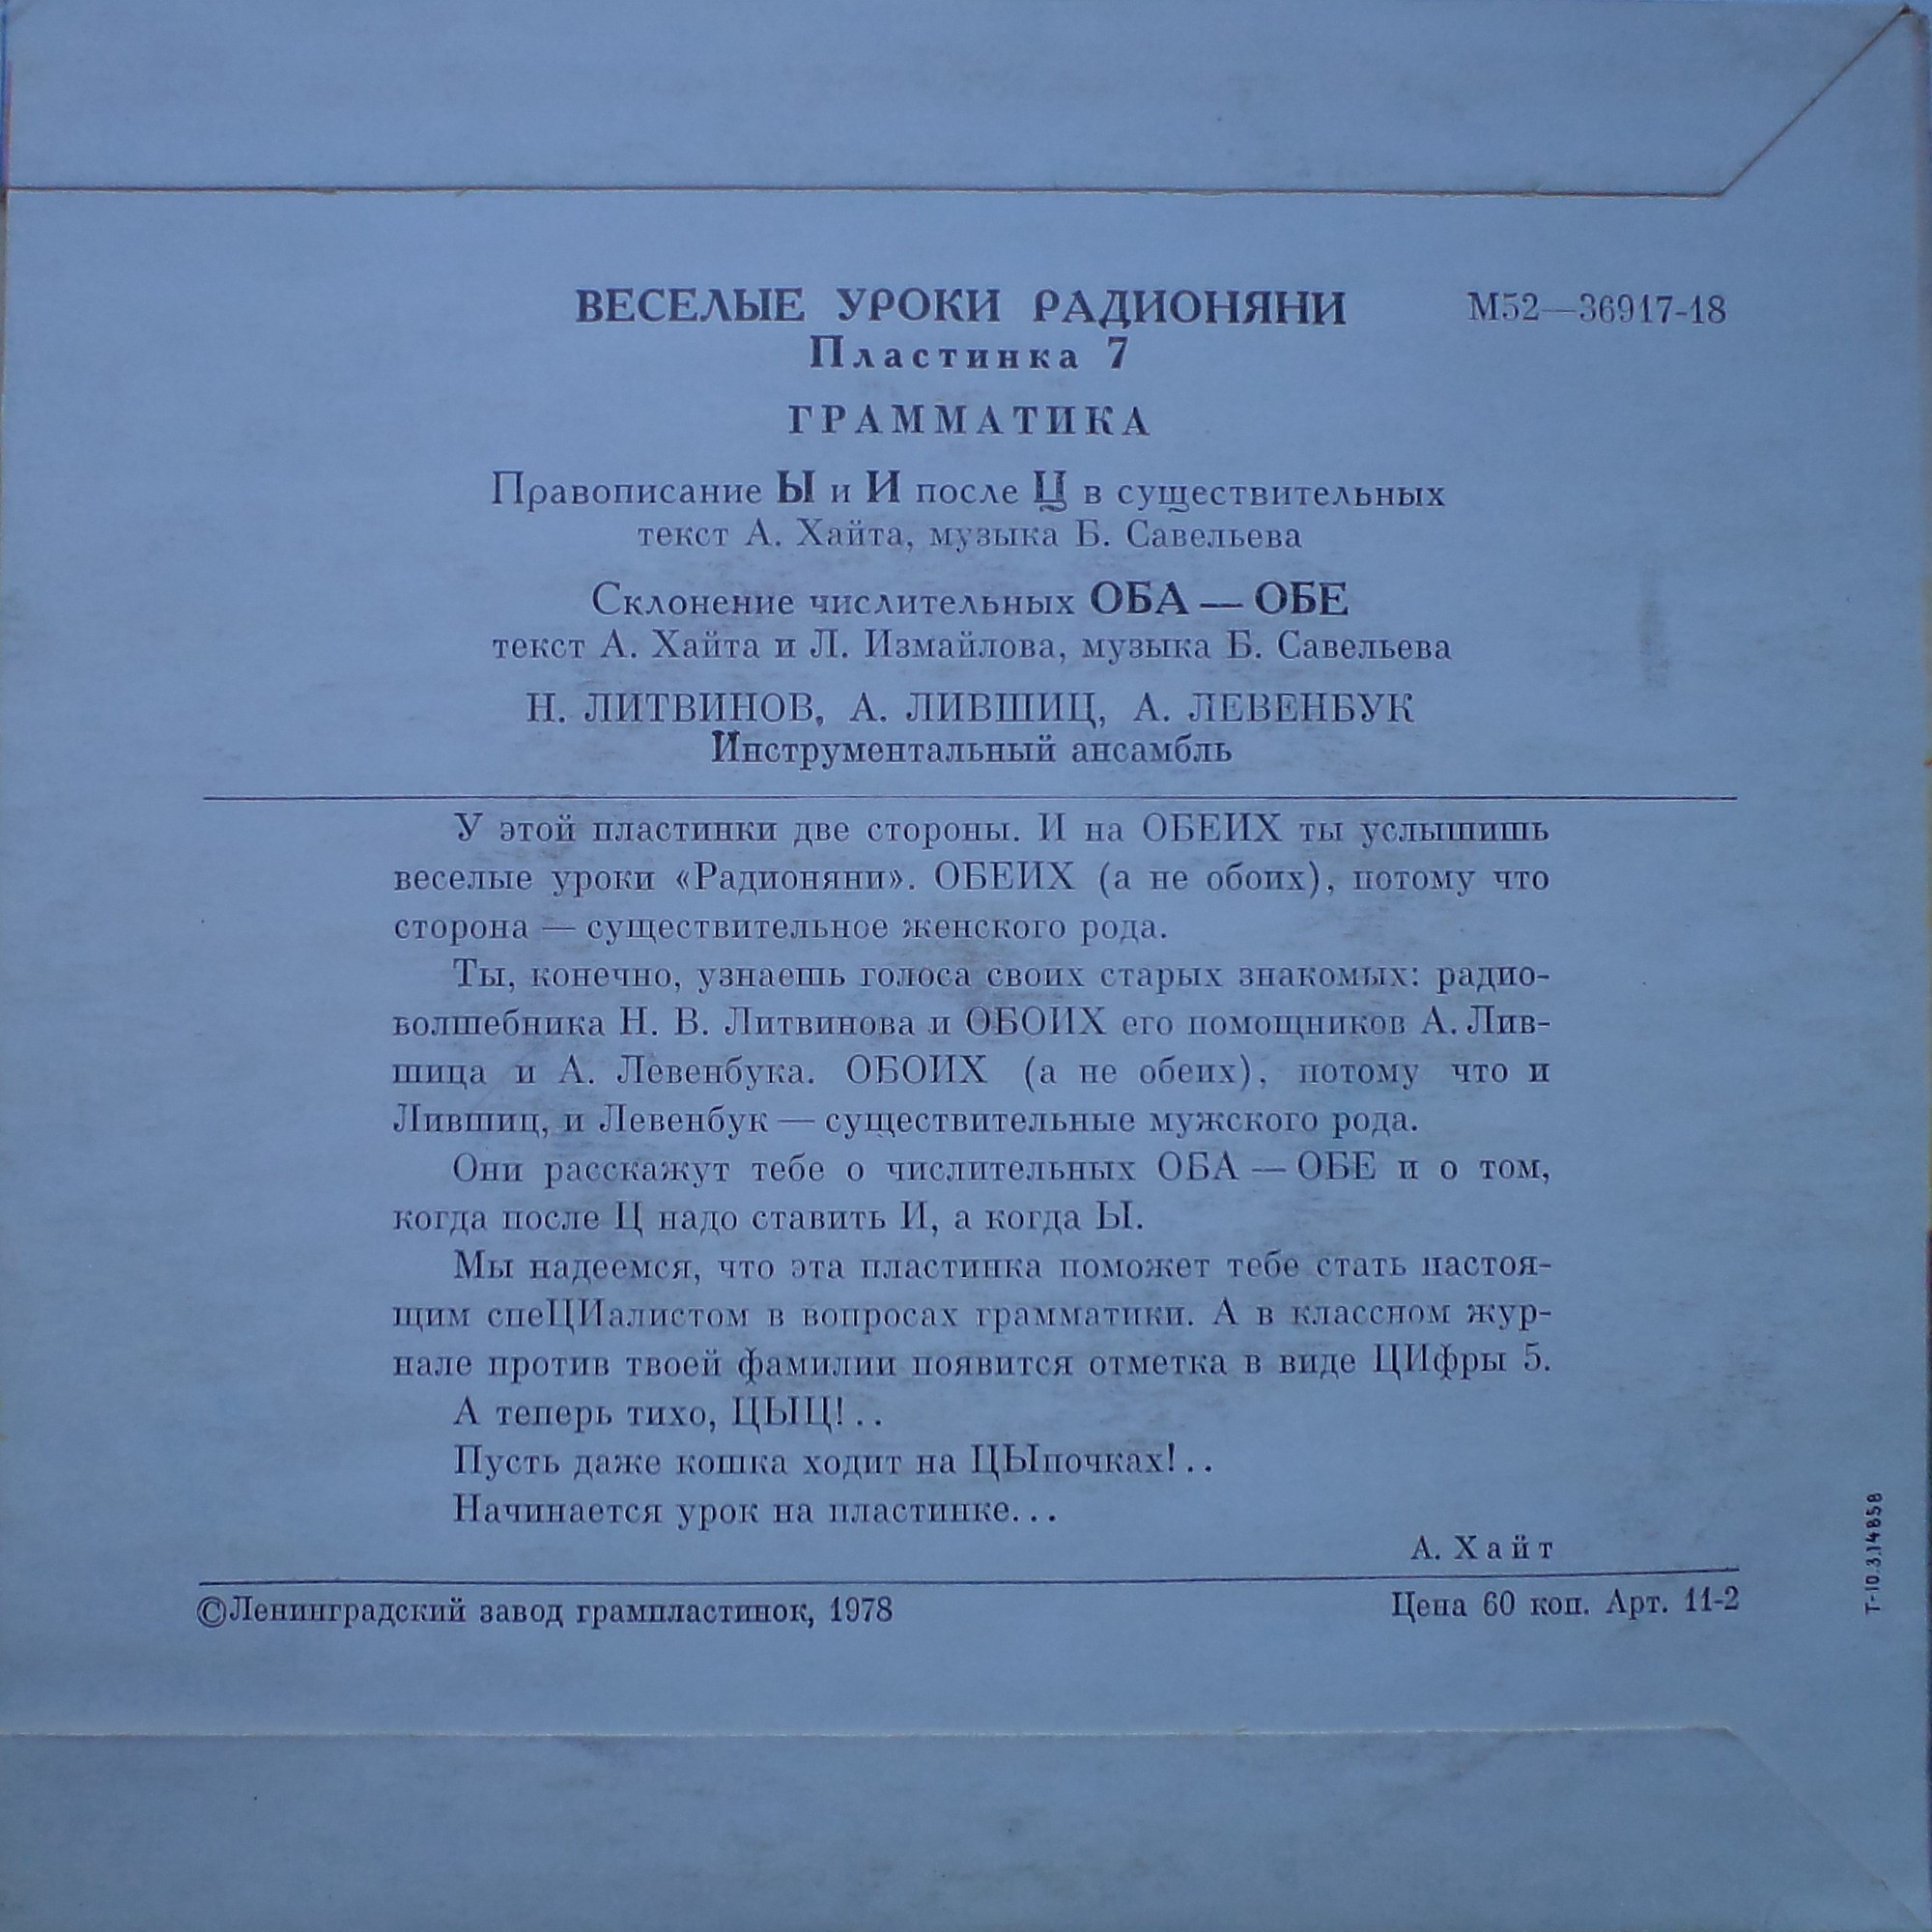 ВЕСЕЛЫЕ УРОКИ РАДИОНЯНИ
М52—36917-18
Пластинка 7
ГРАММАТИКА
Правописание Ы и И после Ц в существительных
текст А. Хайта, музыка Б. Савельева
Склонение числительных ОБА — ОБЕ
текст А. Хайта и Л. Измайлова, музыка Б. Савельева
Н. ЛИТВИНОВ, А. ЛИВШИЦ, А. ЛЕВЕНБУК
Инструментальный ансамбль
У этой пластинки две стороны. И на ОБЕИХ ты услышишь
веселые уроки «Радионяни». ОБЕИХ (а не обоих), потому что
сторона — существительное женского рода.
Ты, конечно, узнаешь голоса своих старых знакомых: радио-
волшебника Н. В. Литвинова и ОБОИХ его помощников А. Лив-
шица и А. Левенбука. ОБОИХ (а не обеих), потому что и
Лившиц, и Левенбук — существительные мужского рода.
Они расскажут тебе о числительных ОБА — ОБЕ и о том,
когда после Ц надо ставить И, а когда Ы.
Мы надеемся, что эта пластинка поможет тебе стать настоя-
щим спеЦИалистом в вопросах грамматики. А в классном жур-
нале против твоей фамилии появится отметка в виде ЦИфры 5.
А теперь тихо, ЦЫЦ!..
Пусть даже кошка ходит на ЦЫпочках!..
Начинается урок на пластинке...
А. Хайт
©Ленинградский завод грампластинок, 1978
Цена 60 коп. Арт. 11-2
Т-10.3.14858